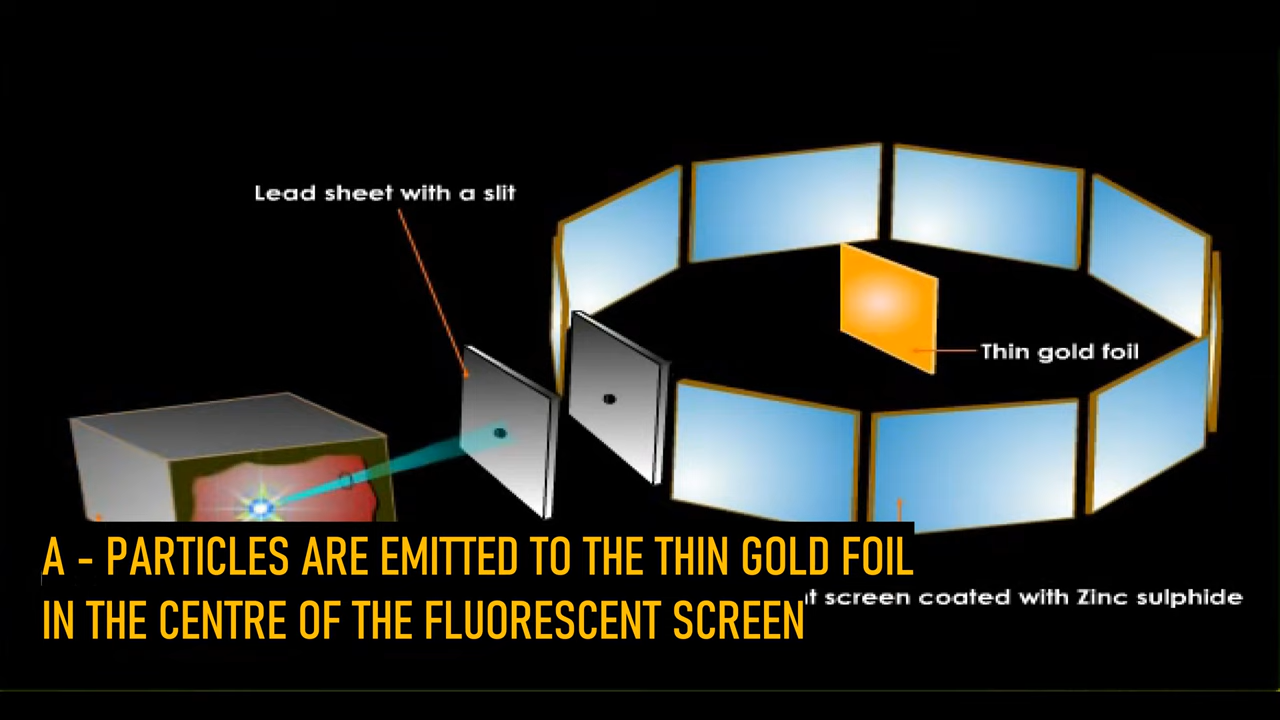 Lead sheet with a slit
Thin gold foil
A - PARTICLES ARE EMITTED TO THE THIN GOLD FOIL
IN THE CENTRE OF THE FLUORESCENT SCREEN
screen coated with Zinc sulphide